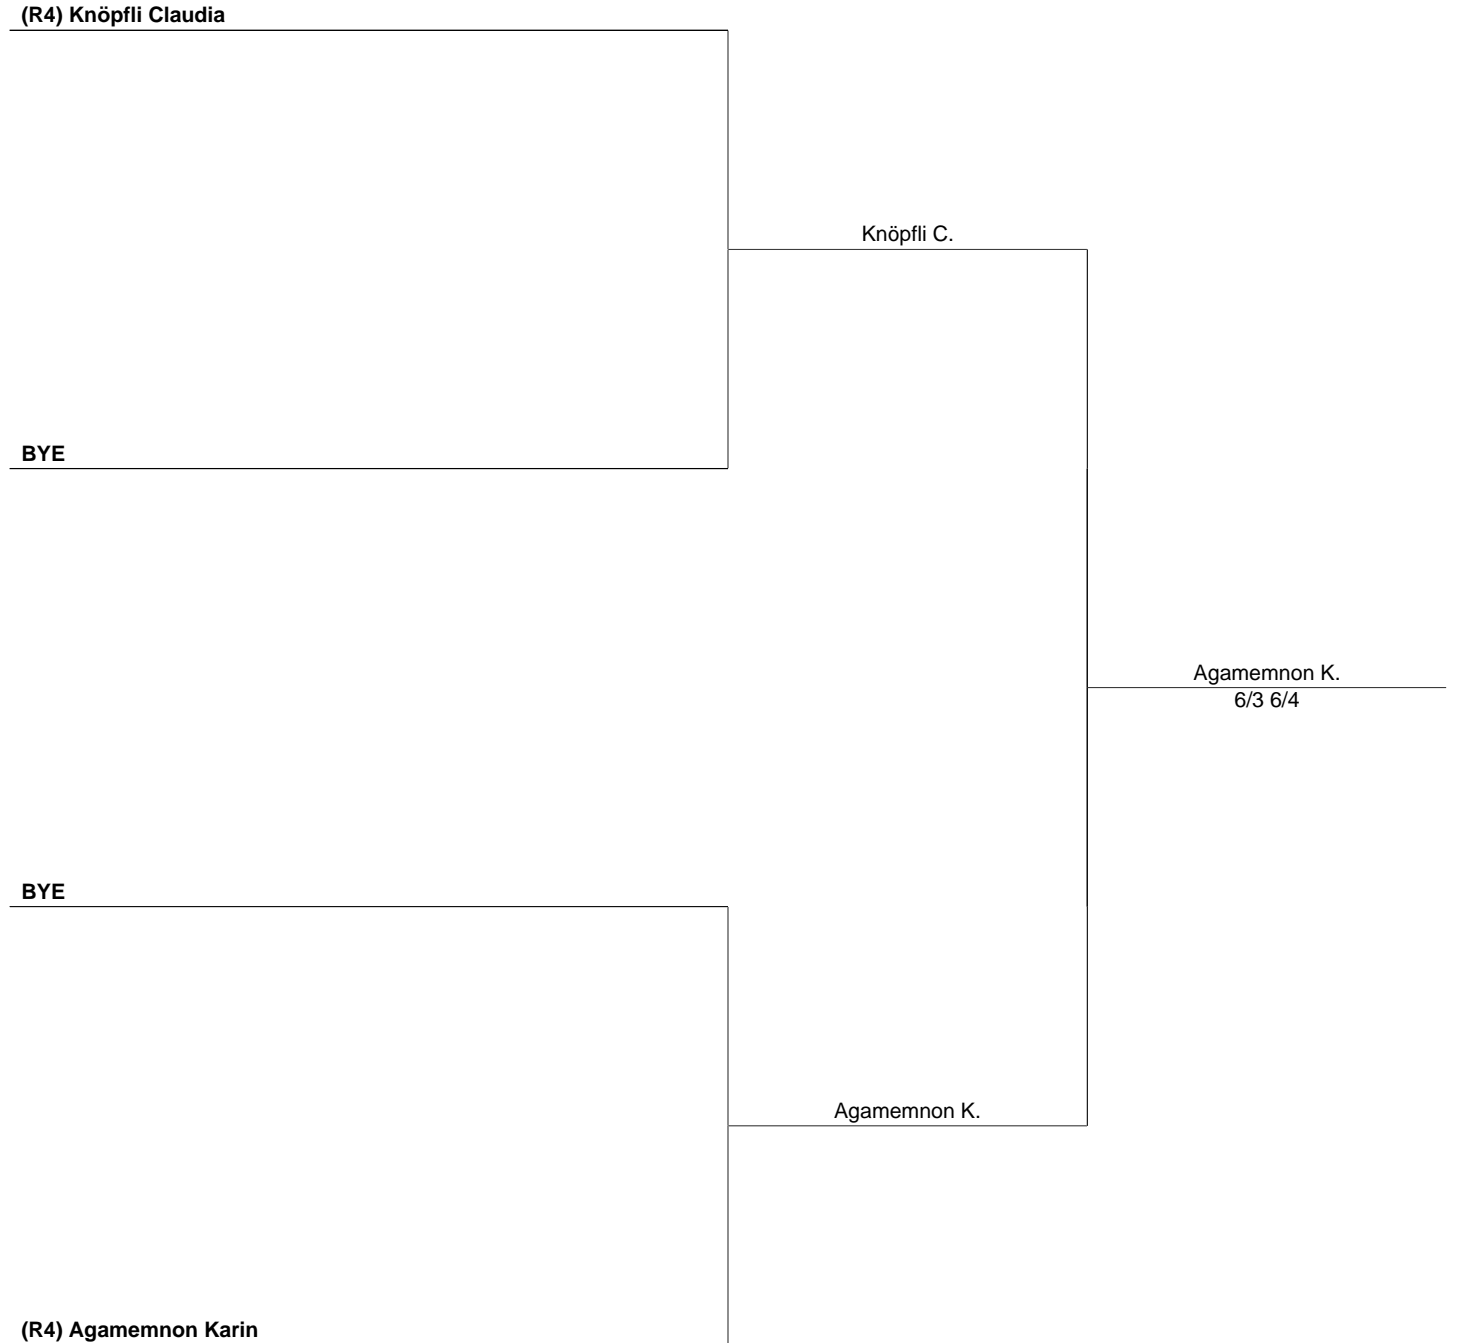 (R4) Knöpfli Claudia
Knöpfli C.
BYE
Agamemnon K.
6/3 6/4
BYE
Agamemnon K.
(R4) Agamemnon Karin